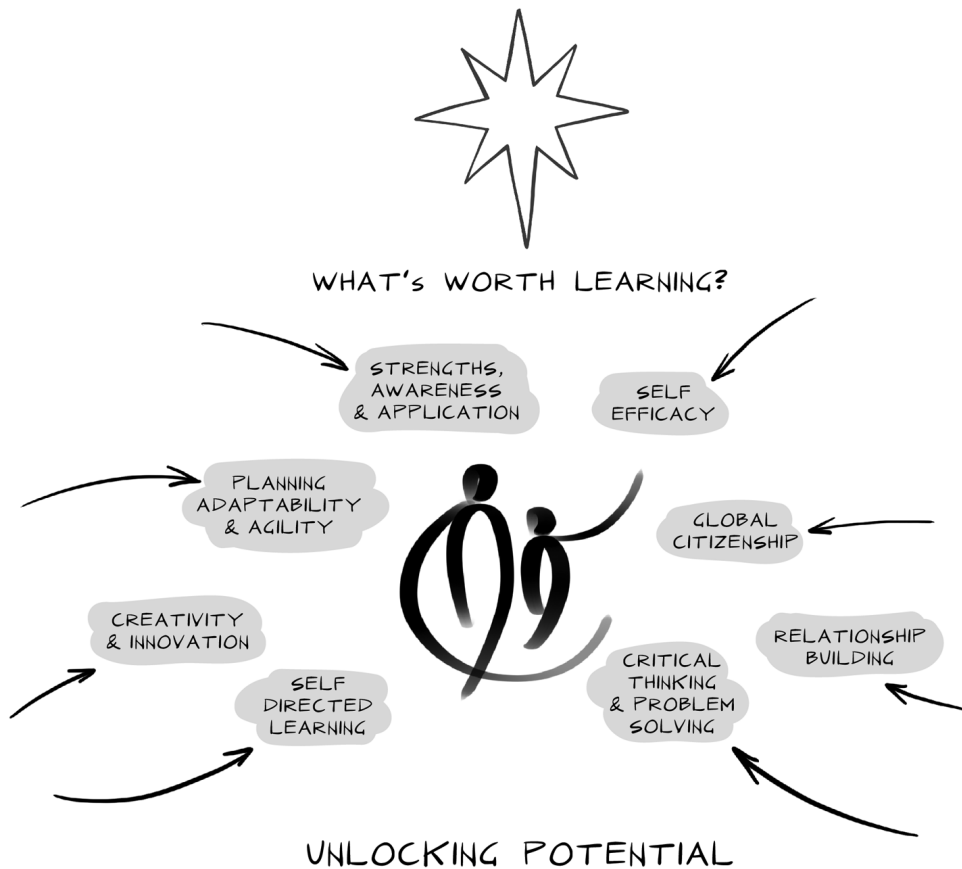 WHAT's WORTH LEARNING?
STRENGTHS,
AWARENESS
& APPLICATION
SELF
EFFICACY
PLANNING
ADAPTABILITY
& AGILITY
GLOBAL
CITIZENSHIP
CREATIVITY
& INNOVATION
RELATIONSHIP
BUILDING
SELF
DIRECTED
LEARNING
CRITICAL
THINKING
& PROBLEM
SOLVING
UNLOCKING POTENTIAL